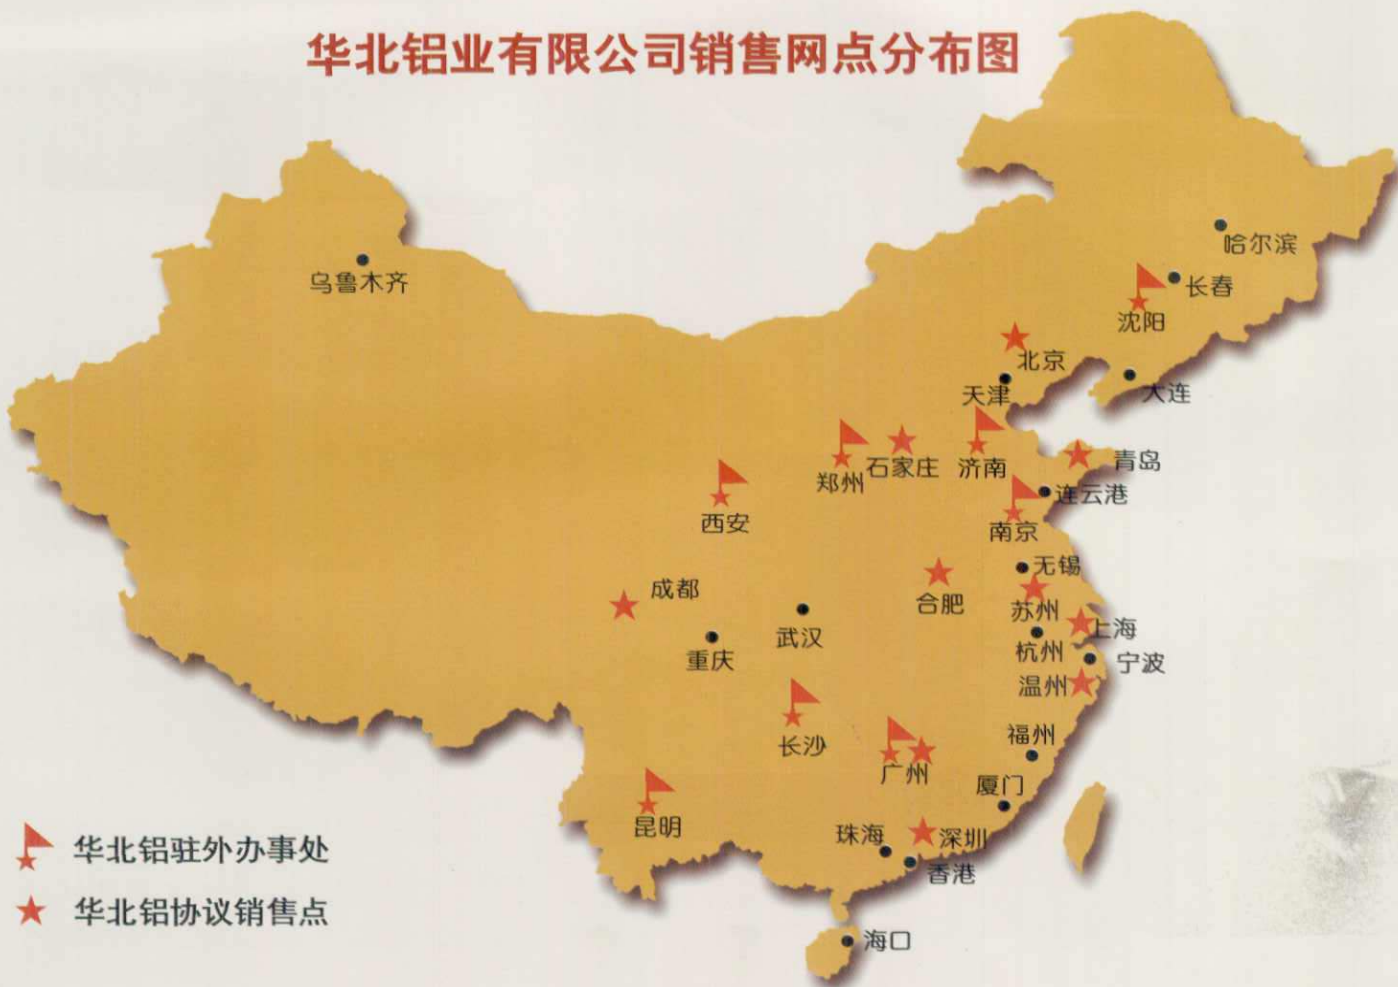 华北铝业有限公司销售网点分布图
哈尔滨
乌鲁木齐
长春
沈阳
北京
天津
大连
青岛
石家庄
济南
郑州
连云港
西安
南京
无锡
成都
合肥
苏州
上海
武汉
杭州
重庆
宁波
温州
福州
长沙
广州
厦门
昆明
珠海
深圳
香港
海口
华北铝驻外办事处
华北铝协议销售点